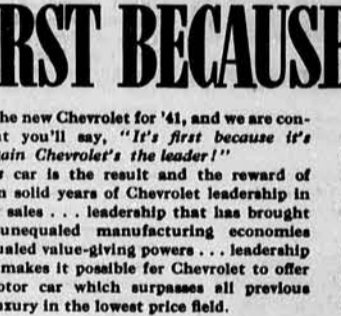 RST BECAUSE
he new Chevrolet for '41, and we are con-
t you'll say, "It's first because it's
ain Chevrolet's the leader!"
car is the result and the reward of
n solid years of Chevrolet leadership in
sales . . . leadership that has brought
unequaled manufacturing economies
ualed value-giving powers . . . leadership
makes it possible for Chevrolet to offer
otor car which surpasses all previous
uxury in the lowest price field.